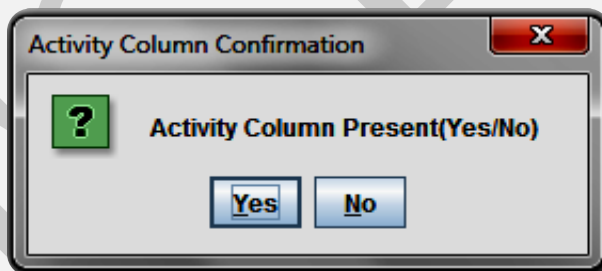 Activity Column Confirmation
Activity Column Present(Yes/No)
Yes No